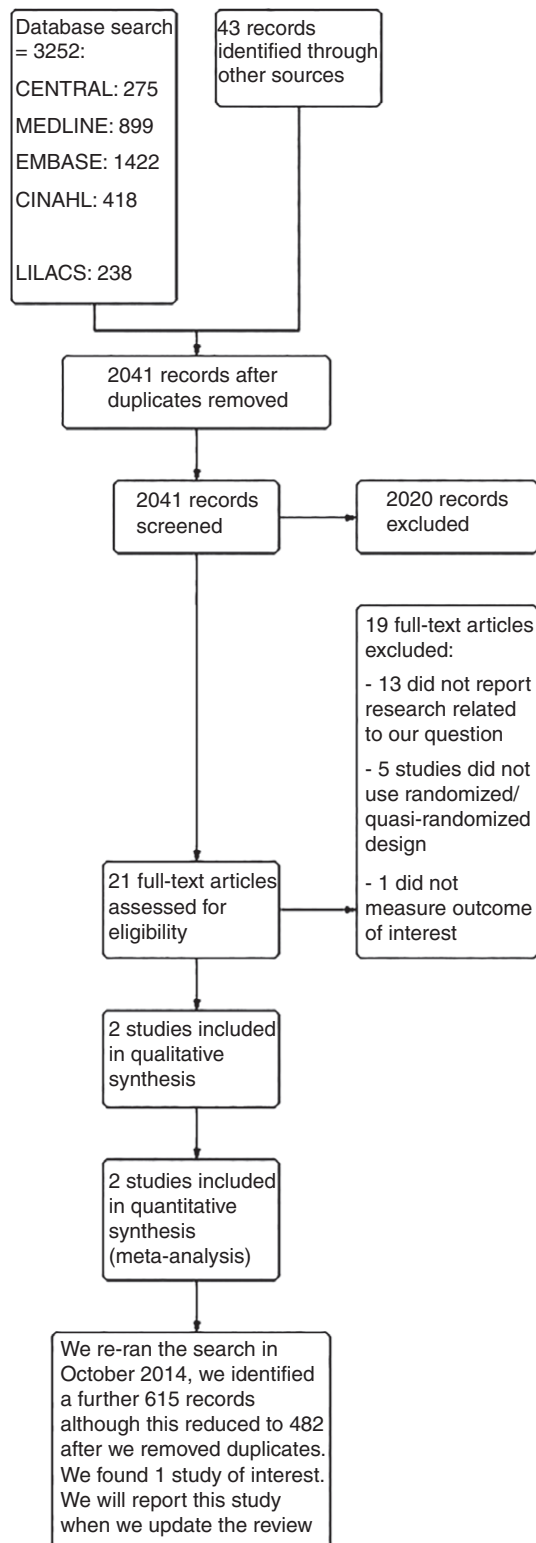 Database search
= 3252:
CENTRAL: 275
MEDLINE: 899
EMBASE: 1422
CINAHL: 418
LILACS: 238
43 records
identified through
other sources
2041 records after
duplicates removed
2041 records
screened
2020 records
excluded
19 full-text articles
excluded:
- 13 did not report
research related
to our question
- 5 studies did not
use randomized/
quasi-randomized
design
- 1 did not
measure outcome
of interest
21 full-text articles
assessed for
eligibility
2 studies included
in qualitative
synthesis
2 studies included
in quantitative
synthesis
(meta-analysis)
We re-ran the search in
October 2014, we identified
a further 615 records
although this reduced to 482
after we removed duplicates.
We found 1 study of interest.
We will report this study
when we update the review